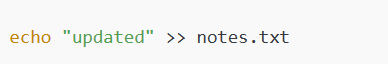 echo "updated" >> notes.txt